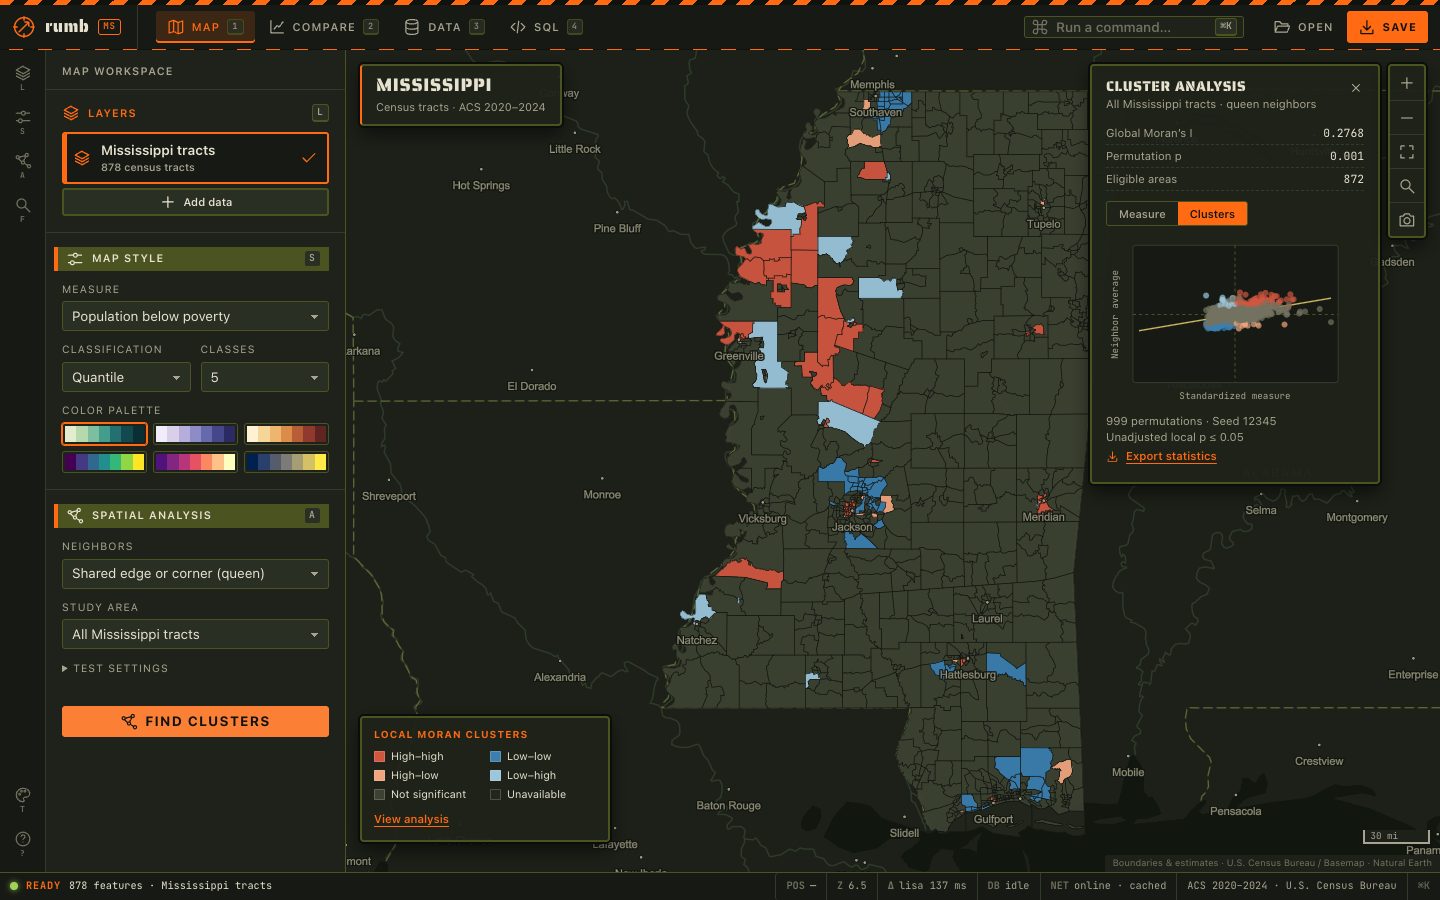 rumb MS MAP 1 COMPARE 2 DATA 3 SQL 4 Run a command... ⌘K OPEN SAVE
L
S
A
F
T
?
MAP WORKSPACE
LAYERS L
Mississippi tracts
878 census tracts
Add data
MAP STYLE S
MEASURE
Population below poverty
CLASSIFICATION CLASSES
Quantile 5
COLOR PALETTE
SPATIAL ANALYSIS A
NEIGHBORS
Shared edge or corner (queen)
STUDY AREA
All Mississippi tracts
TEST SETTINGS
FIND CLUSTERS
MISSISSIPPI
Census tracts · ACS 2020–2024
way
Little Rock
Hot Springs
Pine Bluff
arkana
El Dorado
Shreveport
Monroe
Alexandria
Baton Rouge
Lafayette
mont
Memphis
Southaven
Tupelo
Greenville
Vicksburg
Jackson
Meridian
Natchez
Laurel
Hattiesburg
Gulfport
Slidell
Mobile
Pensacola
Crestview
Enterprise
Selma
Montgomery
adsden
Panam
LOCAL MORAN CLUSTERS
High–high Low–low
High–low Low–high
Not significant Unavailable
View analysis
CLUSTER ANALYSIS
All Mississippi tracts · queen neighbors
Global Moran's I 0.2768
Permutation p 0.001
Eligible areas 872
Measure Clusters
Neighbor average
Standardized measure
999 permutations · Seed 12345
Unadjusted local p ≤ 0.05
Export statistics
30 mi
Boundaries & estimates · U.S. Census Bureau / Basemap · Natural Earth
READY 878 features · Mississippi tracts POS — Z 6.5 Δ lisa 137 ms DB idle NET online · cached ACS 2020–2024 · U.S. Census Bureau ⌘K